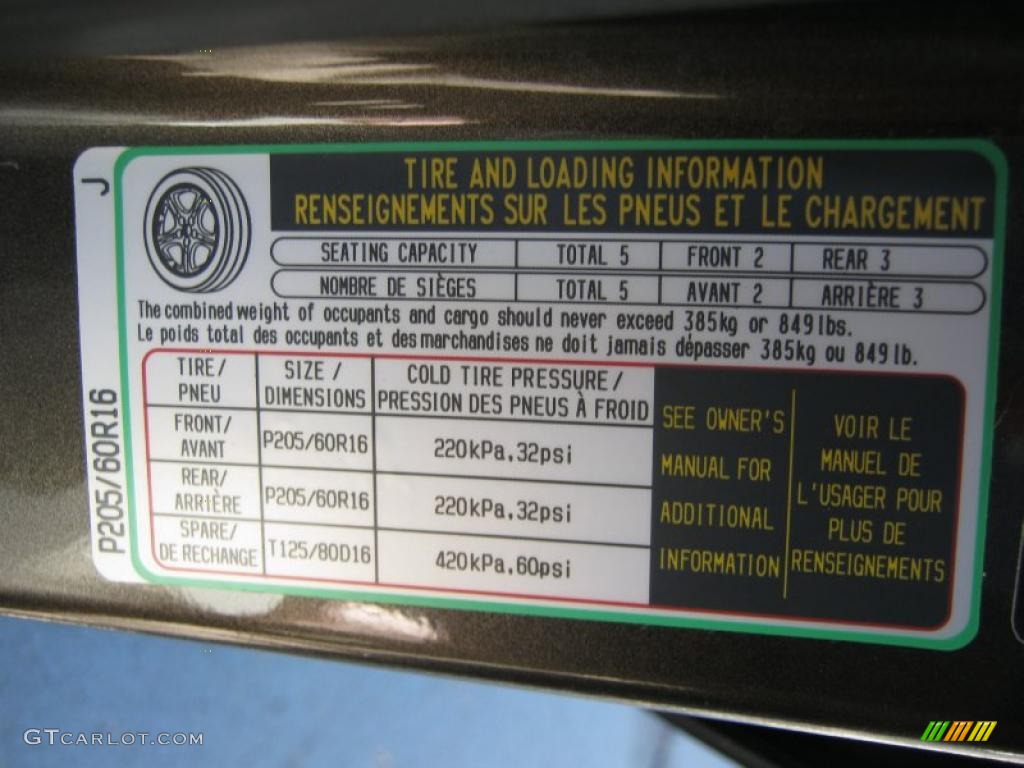 J
TIRE AND LOADING INFORMATION
RENSEIGNEMENTS SUR LES PNEUS ET LE CHARGEMENT
SEATING CAPACITY TOTAL 5 FRONT 2 REAR 3
NOMBRE DE SIÈGES TOTAL 5 AVANT 2 ARRIÈRE 3
The combined weight of occupants and cargo should never exceed 385kg or 849 lbs.
Le poids total des occupants et des marchandises ne doit jamais dépasser 385kg ou 849 lb.
TIRE/
PNEU
SIZE /
DIMENSIONS
COLD TIRE PRESSURE /
PRESSION DES PNEUS À FROID
FRONT/
AVANT
P205/60R16
220kPa,32psi
REAR/
ARRIÈRE
P205/60R16
220kPa,32psi
SPARE/
DE RECHANGE
T125/80D16
420kPa,60psi
SEE OWNER'S
MANUAL FOR
ADDITIONAL
INFORMATION
VOIR LE
MANUEL DE
L'USAGER POUR
PLUS DE
RENSEIGNEMENTS
P205/60R16
GTCARLOT.COM